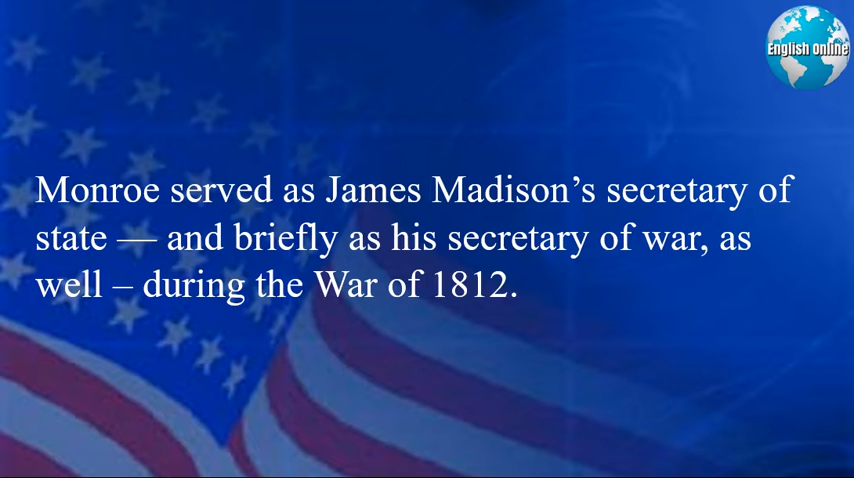 English Online
Monroe served as James Madison’s secretary of
state — and briefly as his secretary of war, as
well – during the War of 1812.